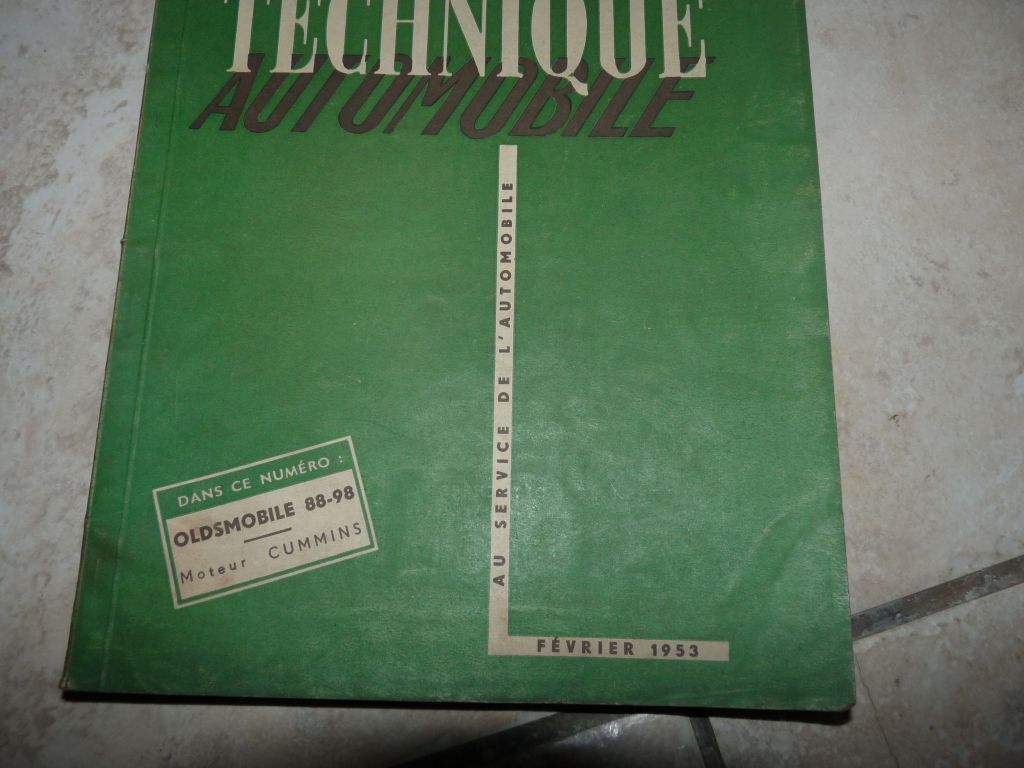 TECHNIQUE
AUTOMOBILE
AU SERVICE DE L'AUTOMOBILE
DANS CE NUMÉRO :
OLDSMOBILE 88-98
Moteur CUMMINS
FÉVRIER 1953